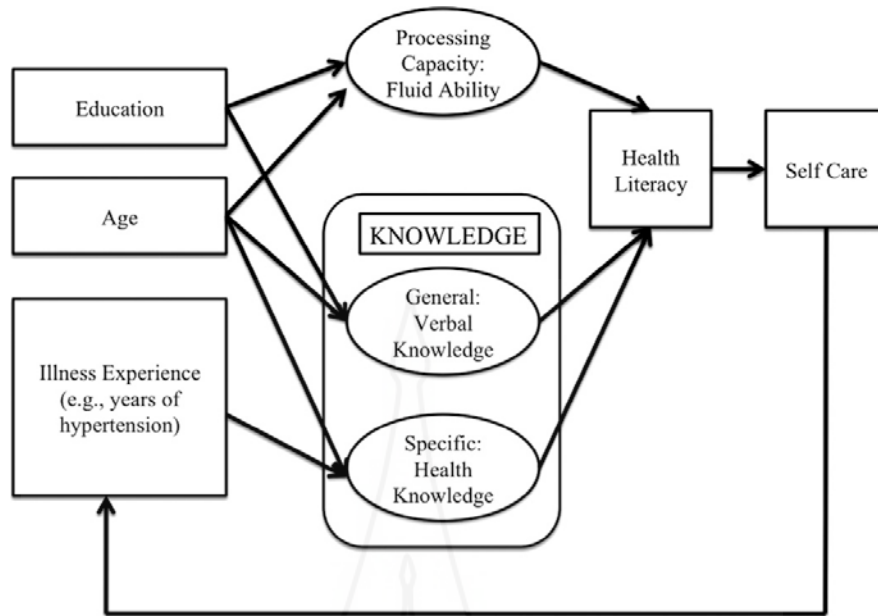 Processing
Capacity:
Fluid Ability
Education
Health
Literacy
Self Care
Age
KNOWLEDGE
General:
Verbal
Knowledge
Illness Experience
(e.g., years of
hypertension)
Specific:
Health
Knowledge